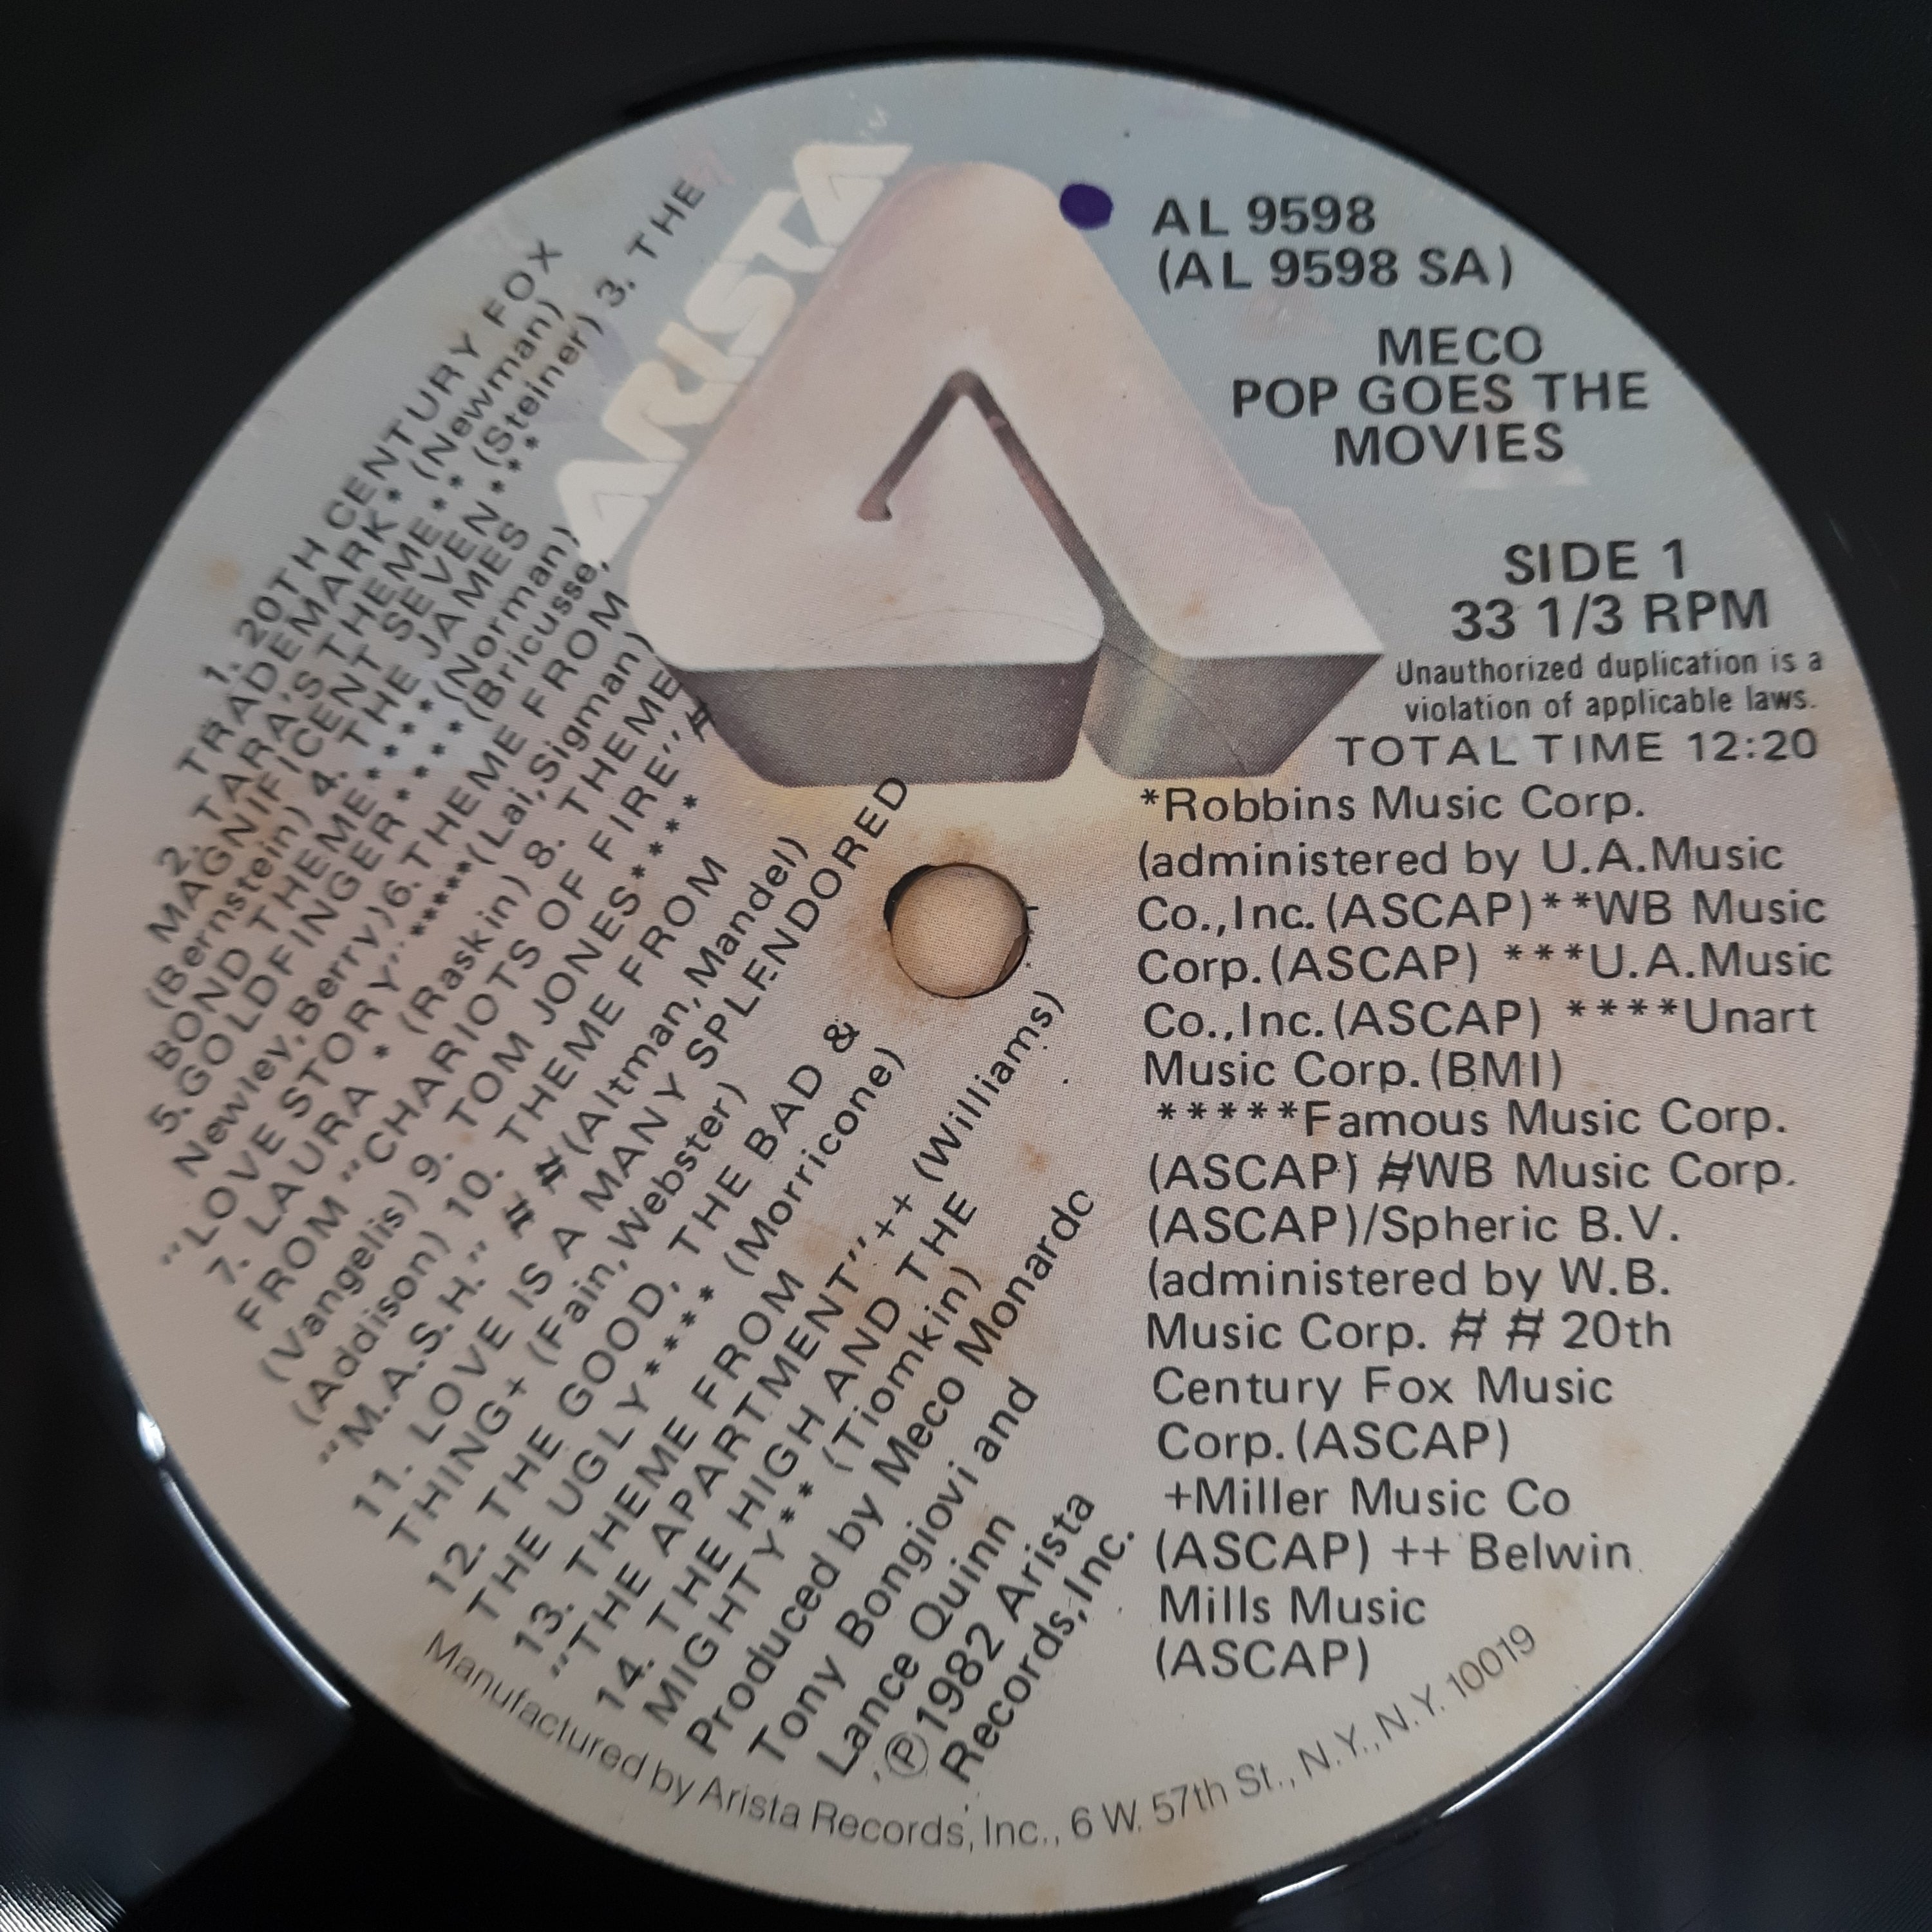 ARISTA™
AL 9598
(AL 9598 SA)
MECO
POP GOES THE
MOVIES
SIDE 1
33 1/3 RPM
Unauthorized duplication is a
violation of applicable laws.
TOTAL TIME 12:20
*Robbins Music Corp.
(administered by U.A.Music
Co.,Inc.(ASCAP)**WB Music
Corp.(ASCAP) ***U.A.Music
Co.,Inc.(ASCAP) ****Unart
Music Corp.(BMI)
*****Famous Music Corp.
(ASCAP) #WB Music Corp.
(ASCAP)/Spheric B.V.
(administered by W.B.
Music Corp. # # 20th
Century Fox Music
Corp.(ASCAP)
+Miller Music Co
(ASCAP) ++ Belwin
Mills Music
(ASCAP)
1. 20TH CENTURY FOX
TRADEMARK* (Newman)
2. TARA'S THEME** (Steiner) 3. THE
MAGNIFICENT SEVEN***
(Bernstein) 4. THE JAMES
BOND THEME**** (Norman)
5.GOLDFINGER**** (Bricusse,
Newley,Berry)6.THEME FROM
"LOVE STORY"*****(Lai,Sigman)
7. LAURA * (Raskin) 8. THEME
FROM "CHARIOTS OF FIRE" #
(Vangelis) 9. TOM JONES****
(Addison) 10. THEME FROM
"M.A.S.H." # #(Altman,Mandel)
11. LOVE IS A MANY SPLENDORED
THING+ (Fain,Webster)
12. THE GOOD, THE BAD &
THE UGLY**** (Morricone)
13. THEME FROM
"THE APARTMENT"++ (Williams)
14. THE HIGH AND THE
MIGHTY** (Tiomkin)
Produced by Meco Monardo
Tony Bongiovi and
Lance Quinn
℗1982 Arista
Records,Inc.
Manufactured by Arista Records, Inc., 6 W. 57th St., N.Y., N.Y. 10019